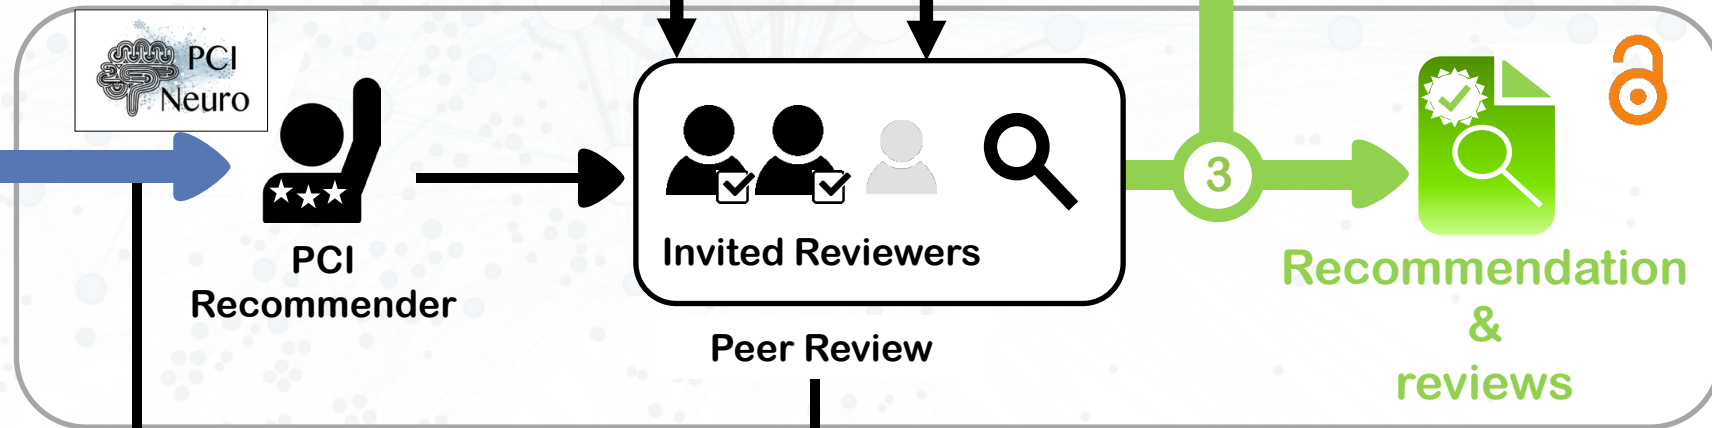 PCI
Neuro
PCI
Recommender
Invited Reviewers
Peer Review
3
Recommendation
&
reviews